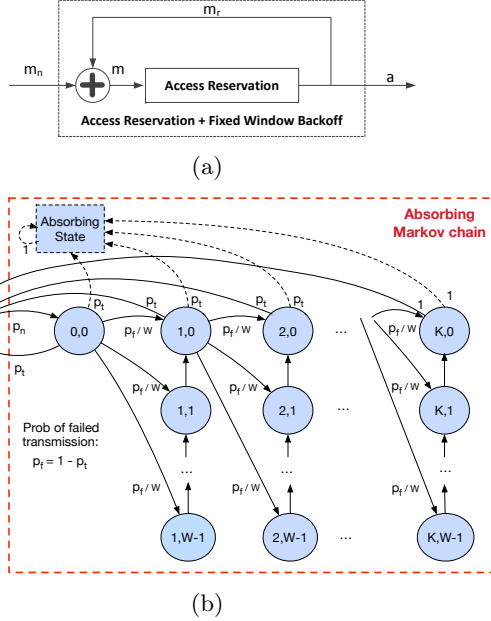 m_r
m_n
m
Access Reservation
a
Access Reservation + Fixed Window Backoff
(a)
Absorbing State
1
Absorbing Markov chain
p_t
p_t
p_t
p_t
p_t
1
1
p_n
0,0
p_f / W
1,0
p_f / W
2,0
...
K,0
p_t
p_f / W
p_f / W
p_f / W
1,1
2,1
...
K,1
Prob of failed transmission:
p_f = 1 - p_t
...
...
...
p_f / W
p_f / W
p_f / W
1,W-1
2,W-1
...
K,W-1
(b)